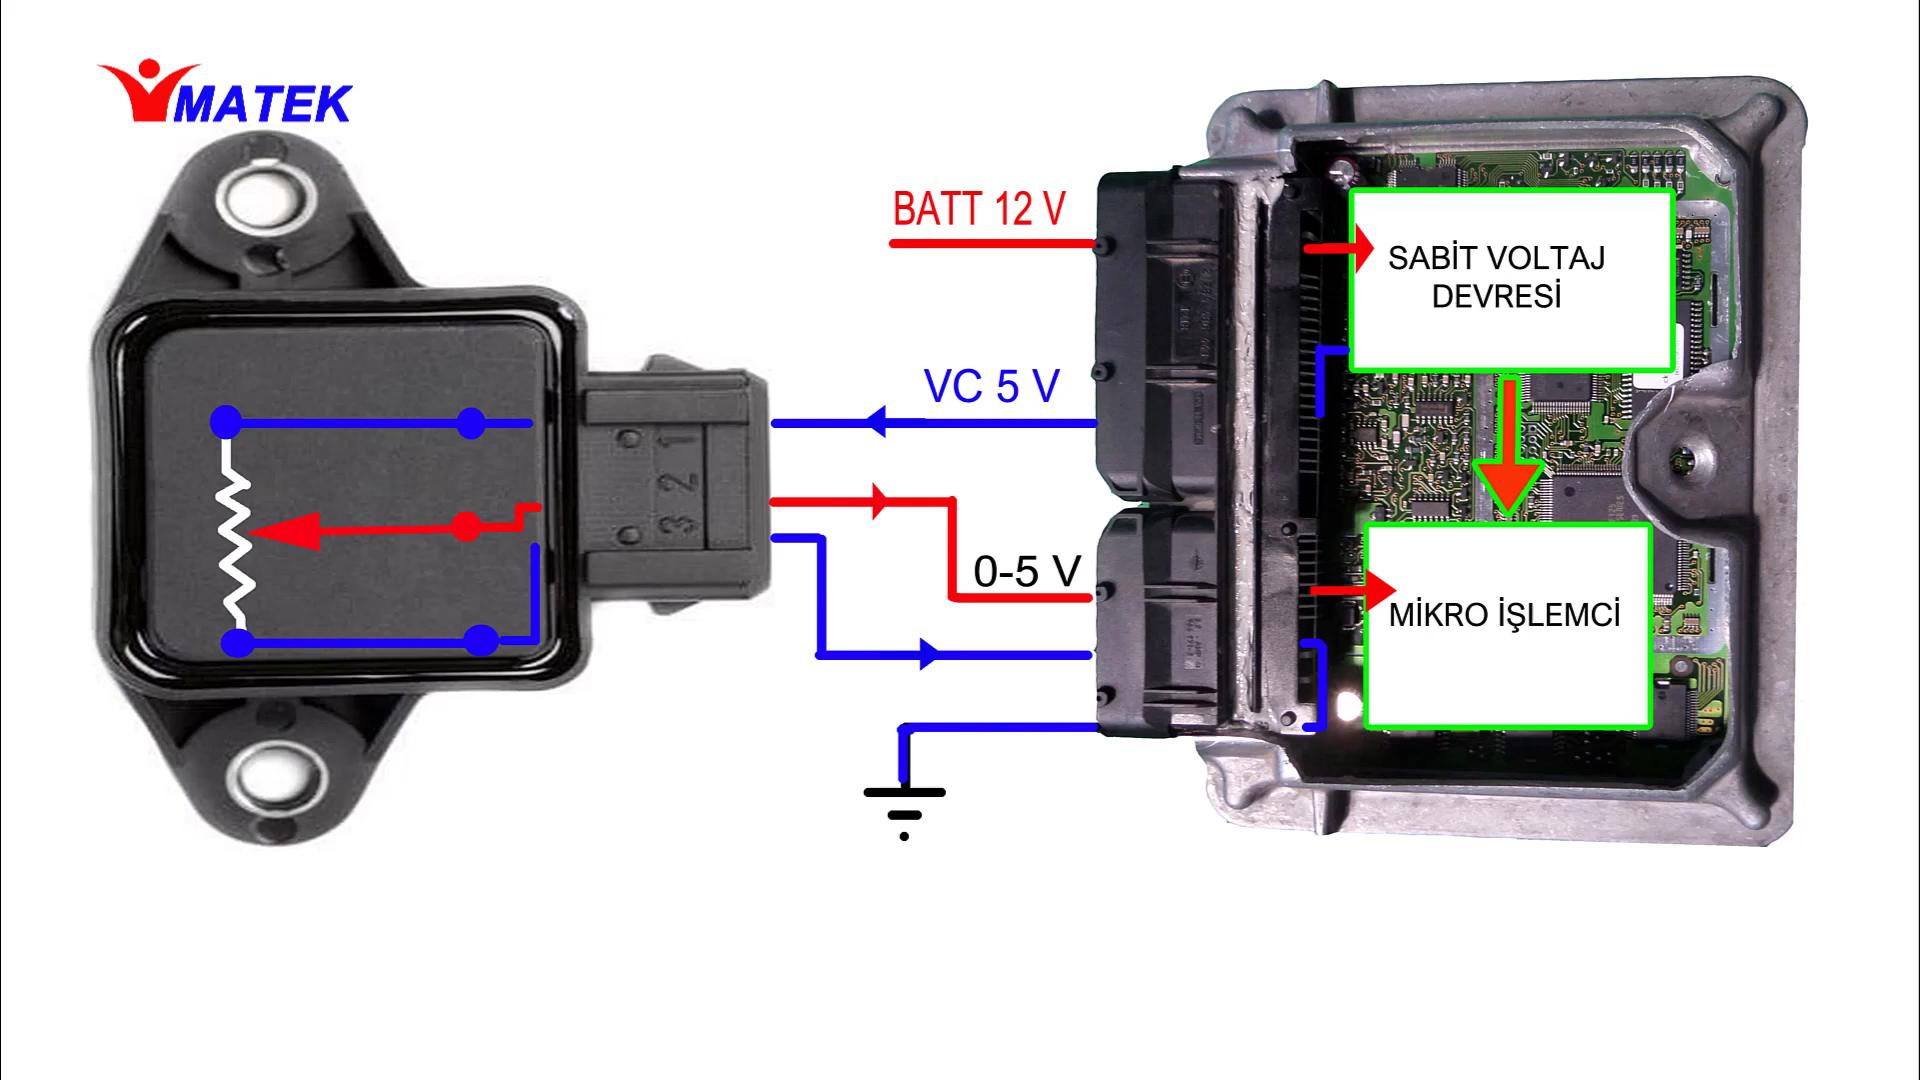 MATEK
BATT 12 V
SABİT VOLTAJ
DEVRESİ
VC 5 V
1
2
3
0-5 V
MİKRO İŞLEMCİ